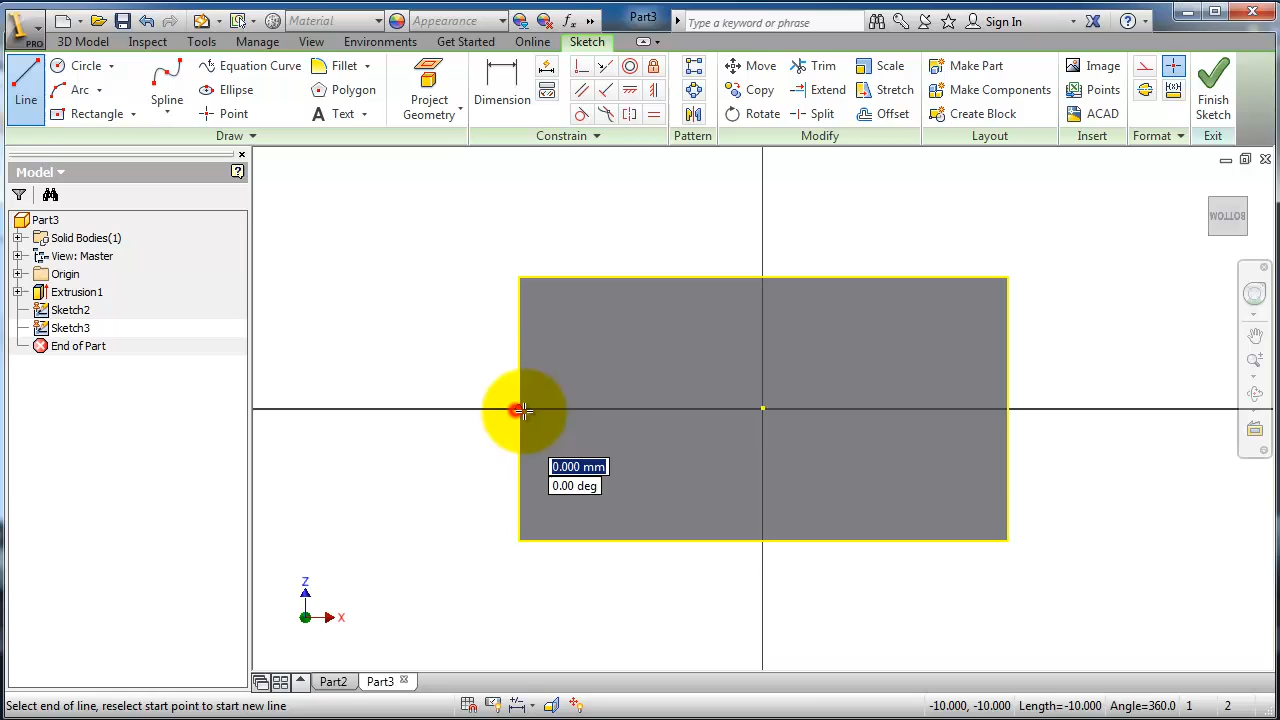 Material
Appearance
Part3
Type a keyword or phrase
Sign In
PRO
3D Model
Inspect
Tools
Manage
View
Environments
Get Started
Online
Sketch
Line
Circle
Arc
Rectangle
Spline
Equation Curve
Ellipse
Point
Fillet
Polygon
Text
Project
Geometry
Dimension
Move
Copy
Rotate
Trim
Extend
Split
Scale
Stretch
Offset
Make Part
Make Components
Create Block
Image
Points
ACAD
Finish
Sketch
Draw
Constrain
Pattern
Modify
Layout
Insert
Format
Exit
Model
Part3
Solid Bodies(1)
View: Master
Origin
Extrusion1
Sketch2
Sketch3
End of Part
BOTTOM
0.000 mm
0.00 deg
Z
X
Part2
Part3
Select end of line, reselect start point to start new line
-10.000, -10.000
Length=-10.000
Angle=360.0
1
2